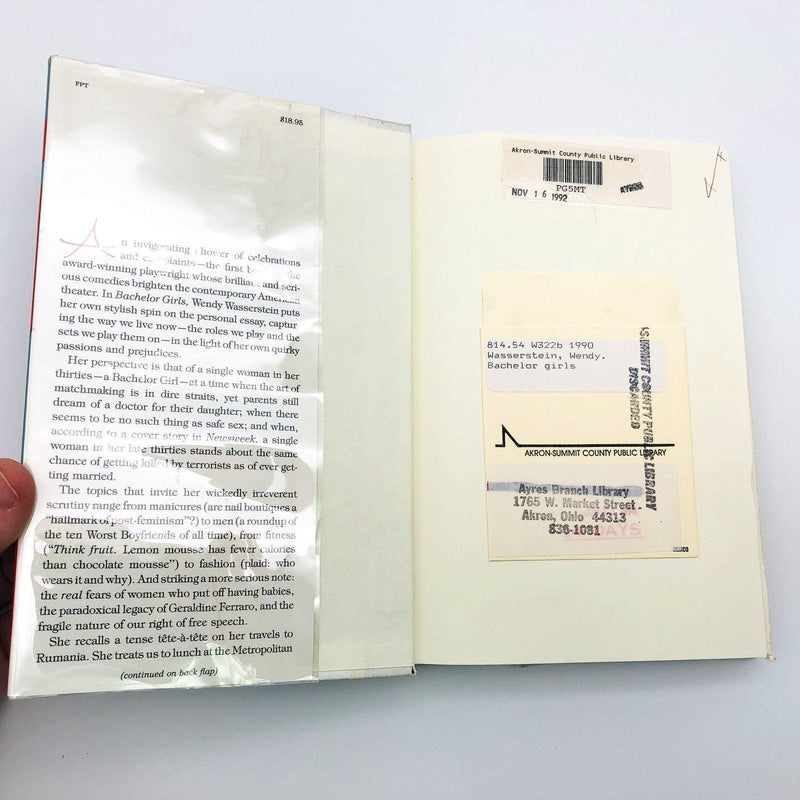 FPT
$18.95
An invigorating shower of celebrations
and complaints—the first by the
award-winning playwright whose brilliant and seri-
ous comedies brighten the contemporary American
theater. In Bachelor Girls, Wendy Wasserstein puts
her own stylish spin on the personal essay, captur-
ing the way we live now—the roles we play and the
sets we play them on—in the light of her own quirky
passions and prejudices.
Her perspective is that of a single woman in her
thirties—a Bachelor Girl—at a time when the art of
matchmaking is in dire straits, yet parents still
dream of a doctor for their daughter; when there
seems to be no such thing as safe sex; and when,
according to a cover story in Newsweek, a single
woman in her late thirties stands about the same
chance of getting killed by terrorists as of ever get-
ting married.
The topics that invite her wickedly irreverent
scrutiny range from manicures (are nail boutiques a
"hallmark of post-feminism"?) to men (a roundup of
the ten Worst Boyfriends of all time), from fitness
("Think fruit. Lemon mousse has fewer calories
than chocolate mousse") to fashion (plaid: who
wears it and why). And striking a more serious note:
the real fears of women who put off having babies,
the paradoxical legacy of Geraldine Ferraro, and the
fragile nature of our right of free speech.
She recalls a tense tête-à-tête on her travels to
Rumania. She treats us to lunch at the Metropolitan
(continued on back flap)
Akron-Summit County Public Library
PG5MT
NOV 16 1992
AYRES
814.54 W322b 1990
Wasserstein, Wendy.
Bachelor girls
SUMMIT COUNTY PUBLIC LIBRARY
DISCARDED
AKRON-SUMMIT COUNTY PUBLIC LIBRARY
Ayres Branch Library
1765 W. Market Street
Akron, Ohio 44313
836-1081
DAYS
DEMCO